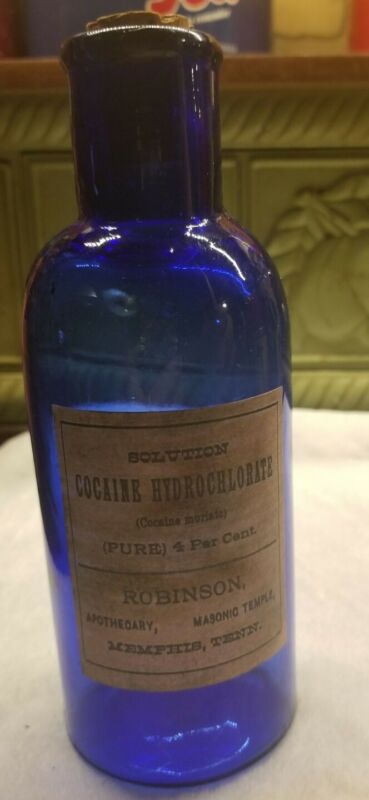 SOLUTION
COCAINE HYDROCHLORATE
(Cocaine muriate)
(PURE) 4 Per Cent.
ROBINSON,
APOTHECARY, MASONIC TEMPLE,
MEMPHIS, TENN.